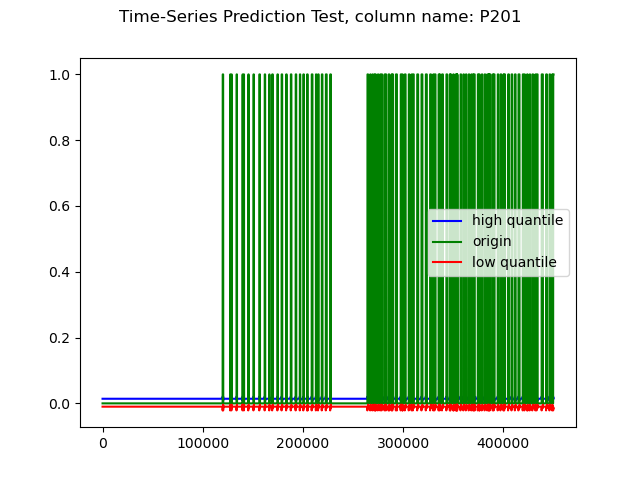 Time-Series Prediction Test, column name: P201
1.0
0.8
0.6
0.4
0.2
0.0
high quantile
origin
low quantile
0
100000
200000
300000
400000